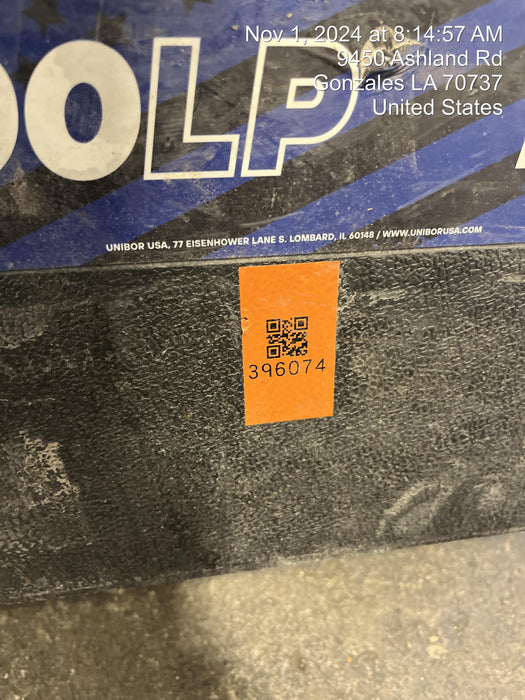 Nov 1, 2024 at 8:14:57 AM
9450 Ashland Rd
Gonzales LA 70737
United States
OLP
UNIBOR USA, 77 EISENHOWER LANE S. LOMBARD, IL 60148 / WWW.UNIBORUSA.COM
396074